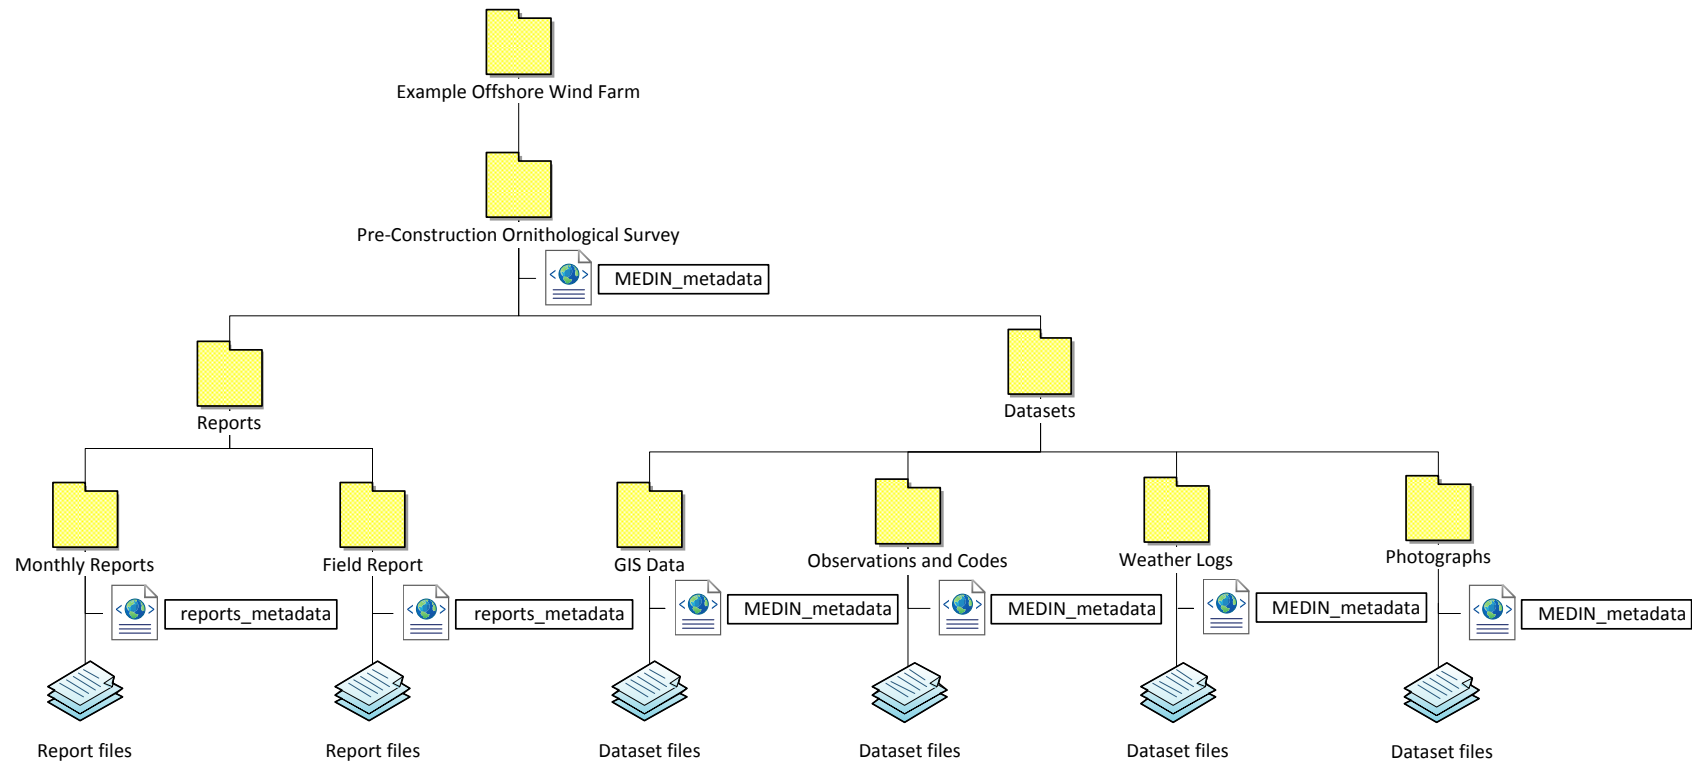 Example Offshore Wind Farm
Pre-Construction Ornithological Survey
MEDIN_metadata
Reports
Datasets
Monthly Reports
Field Report
GIS Data
Observations and Codes
Weather Logs
Photographs
reports_metadata
reports_metadata
MEDIN_metadata
MEDIN_metadata
MEDIN_metadata
MEDIN_metadata
Report files
Report files
Dataset files
Dataset files
Dataset files
Dataset files